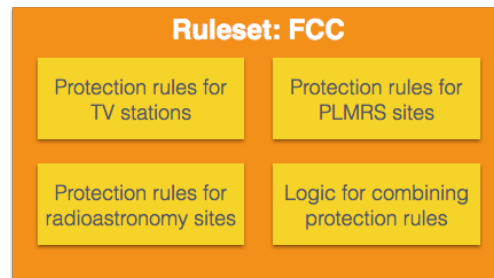 Ruleset: FCC
Protection rules for
TV stations
Protection rules for
PLMRS sites
Protection rules for
radioastronomy sites
Logic for combining
protection rules